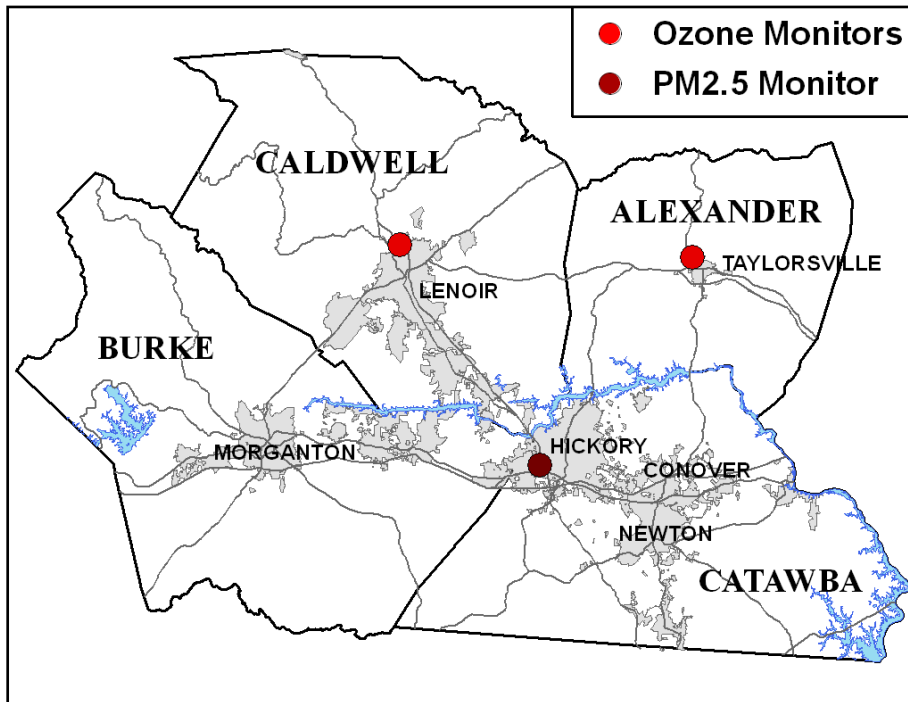 Ozone Monitors
PM2.5 Monitor
CALDWELL
ALEXANDER
TAYLORSVILLE
LENOIR
BURKE
HICKORY
MORGANTON
CONOVER
NEWTON
CATAWBA